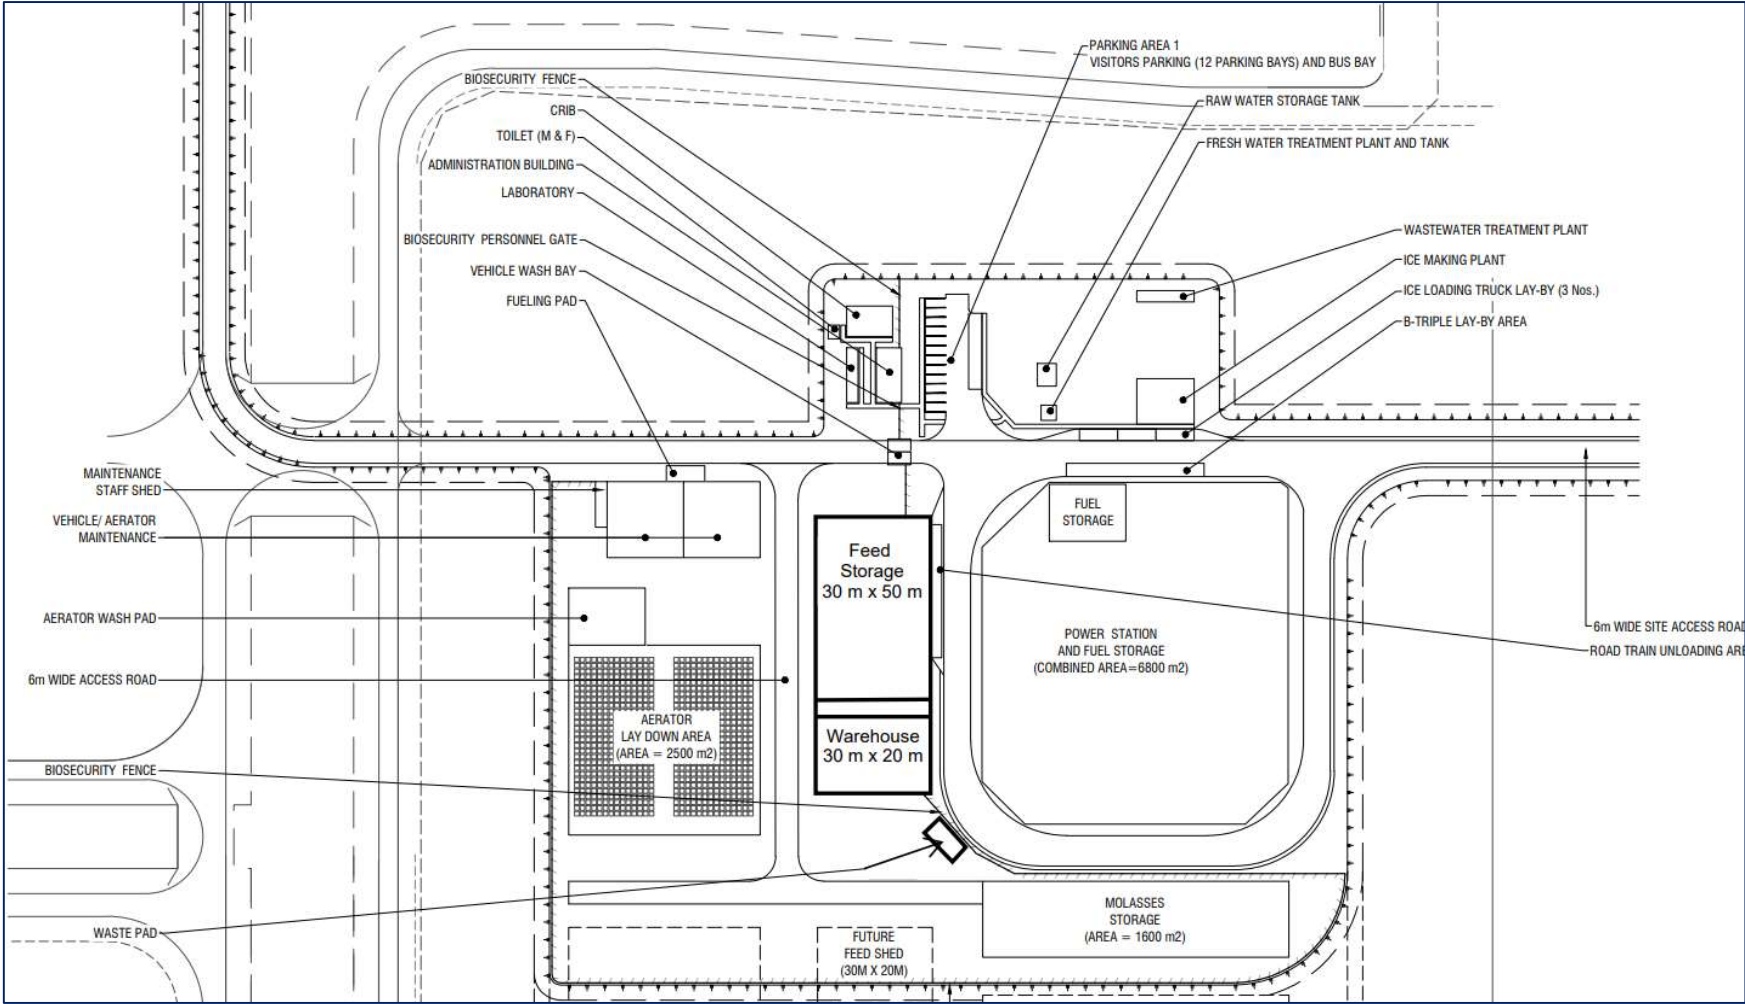 PARKING AREA 1
VISITORS PARKING (12 PARKING BAYS) AND BUS BAY
BIOSECURITY FENCE
RAW WATER STORAGE TANK
CRIB
TOILET (M & F)
FRESH WATER TREATMENT PLANT AND TANK
ADMINISTRATION BUILDING
LABORATORY
WASTEWATER TREATMENT PLANT
BIOSECURITY PERSONNEL GATE
ICE MAKING PLANT
VEHICLE WASH BAY
ICE LOADING TRUCK LAY-BY (3 Nos.)
FUELING PAD
B-TRIPLE LAY-BY AREA
MAINTENANCE
STAFF SHED
VEHICLE/ AERATOR
MAINTENANCE
FUEL
STORAGE
Feed
Storage
30 m x 50 m
AERATOR WASH PAD
6m WIDE SITE ACCESS ROAD
POWER STATION
AND FUEL STORAGE
(COMBINED AREA=6800 m2)
ROAD TRAIN UNLOADING ARE
6m WIDE ACCESS ROAD
AERATOR
LAY DOWN AREA
(AREA = 2500 m2)
Warehouse
30 m x 20 m
BIOSECURITY FENCE
WASTE PAD
MOLASSES
STORAGE
(AREA = 1600 m2)
FUTURE
FEED SHED
(30M X 20M)